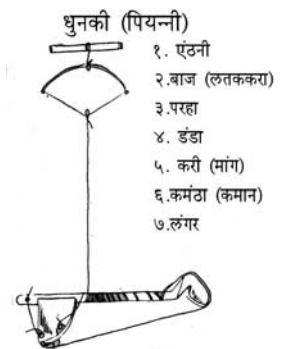 धुनकी (पियन्नी)
१. एंठनी
२.बाज (लतककरा)
३.परहा
४. डंडा
५. करी (मांग)
६.कमंठा (कमान)
७.लंगर